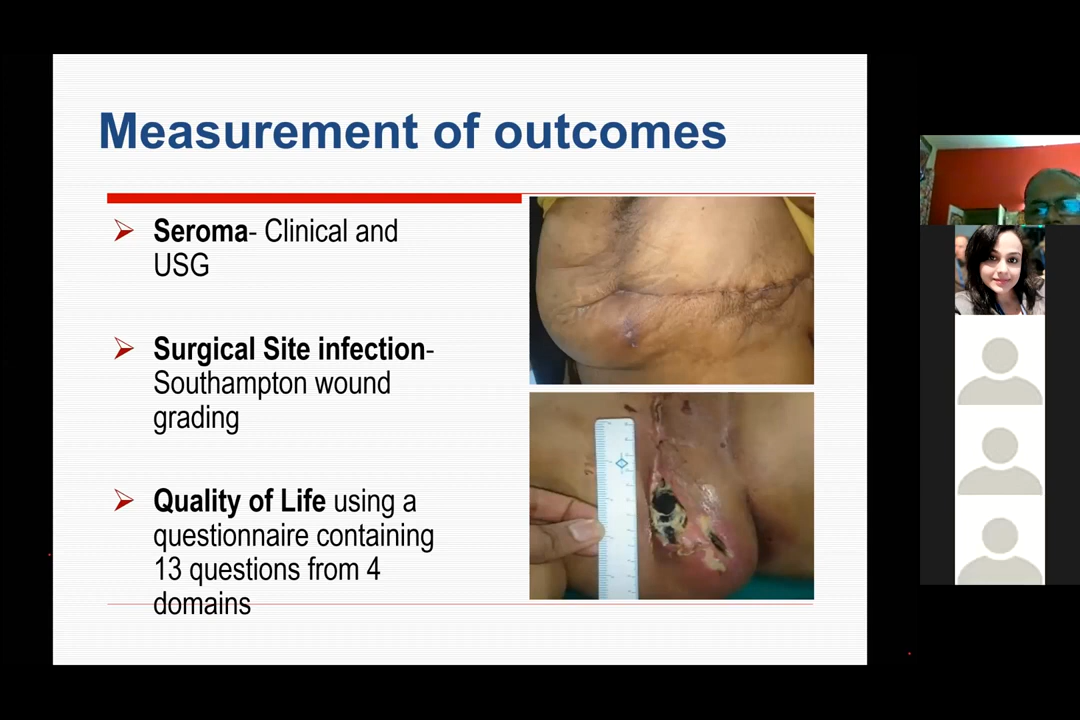 Measurement of outcomes
Seroma- Clinical and
USG
Surgical Site infection-
Southampton wound
grading
Quality of Life using a
questionnaire containing
13 questions from 4
domains